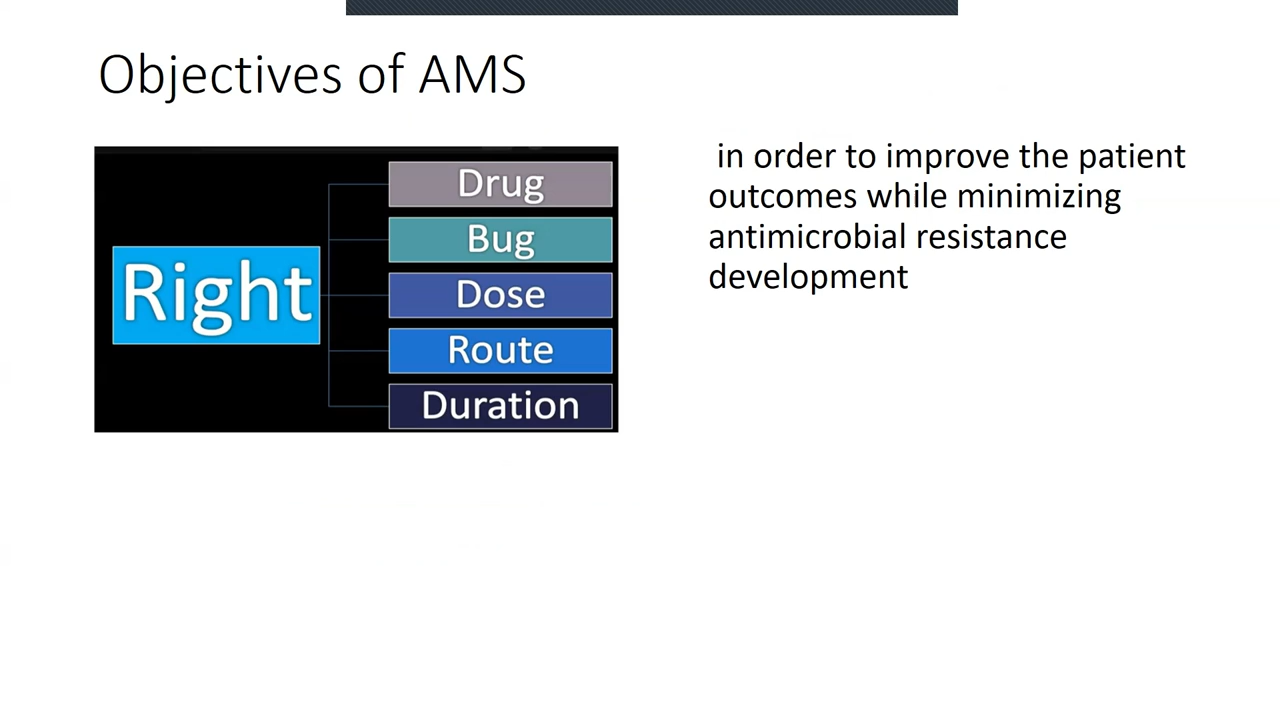 Objectives of AMS
Right
Drug
Bug
Dose
Route
Duration
in order to improve the patient
outcomes while minimizing
antimicrobial resistance
development